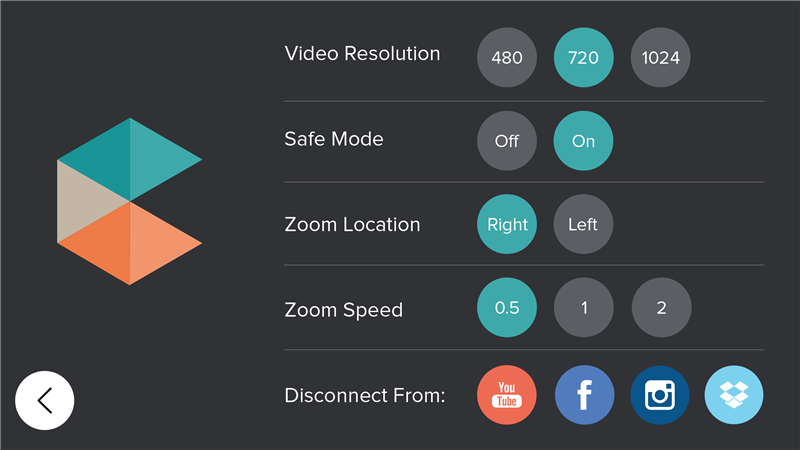 Video Resolution 480 720 1024
Safe Mode Off On
Zoom Location Right Left
Zoom Speed 0.5 1 2
Disconnect From: You
Tube f